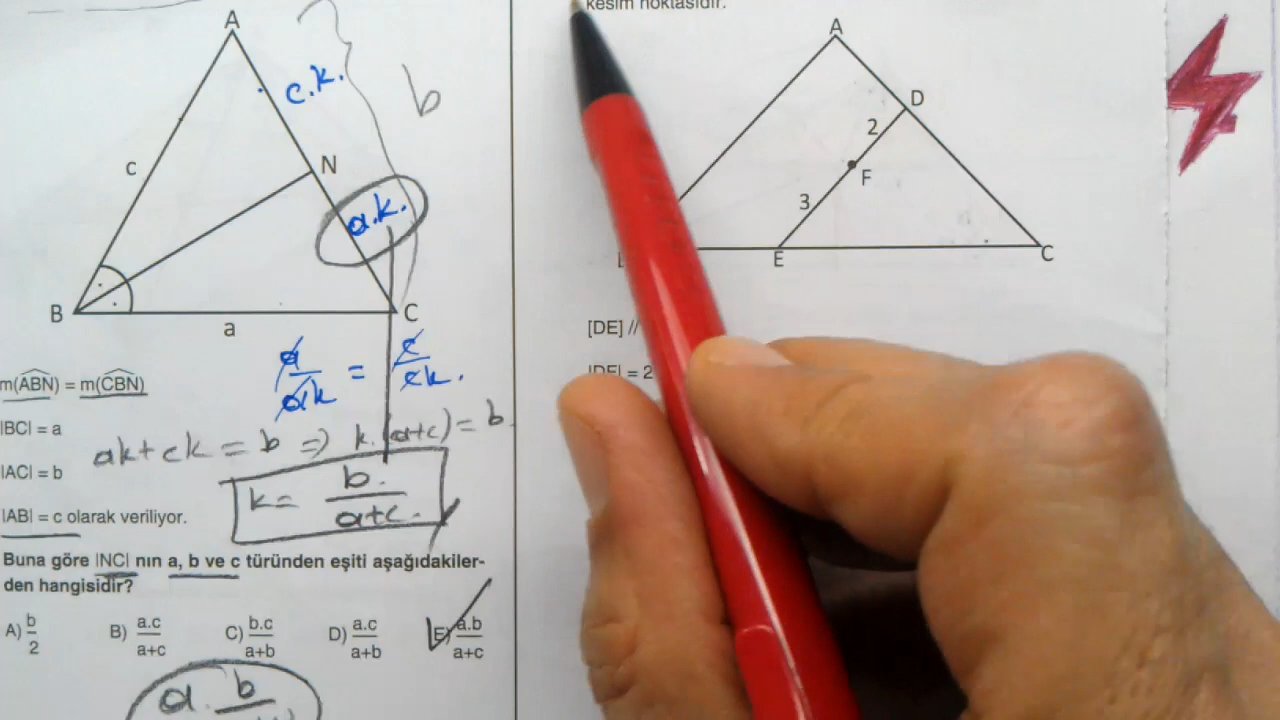 A
c.k.
b
c
N
a.k.
B
C
a
a/ak = c/ck.
m(ABN) = m(CBN)
|BC| = a
ak+ck = b => k.(a+c) = b
|AC| = b
k = b/a+c
|AB| = c olarak veriliyor.
Buna göre |NC| nın a, b ve c türünden eşiti aşağıdakiler-
den hangisidir?
A) b/2 B) a.c/a+c C) b.c/a+b D) a.c/a+b E) a.b/a+c
a. b
kesim noktasıdır.
A
D
2
F
3
E
C
[DE] //
|DE| = 2